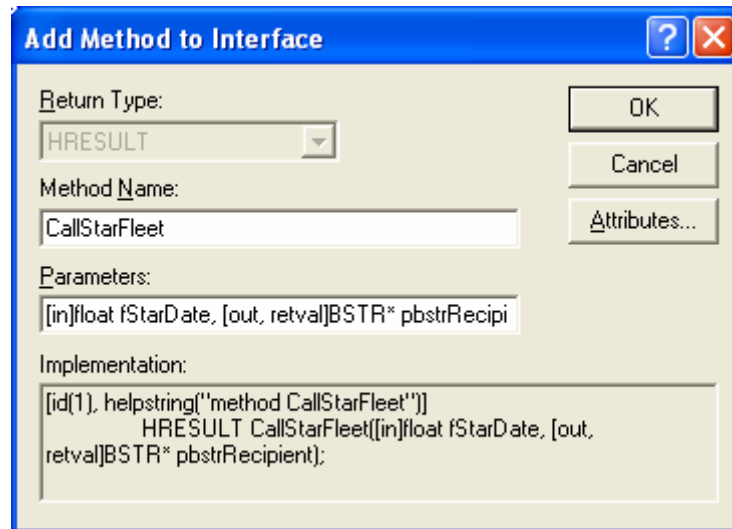 Add Method to Interface
Return Type:
OK
HRESULT
Cancel
Method Name:
CallStarFleet
Attributes...
Parameters:
[in]float fStarDate, [out, retval]BSTR* pbstrRecipi
Implementation:
[id(1), helpstring("method CallStarFleet")]
HRESULT CallStarFleet([in]float fStarDate, [out,
retval]BSTR* pbstrRecipient);